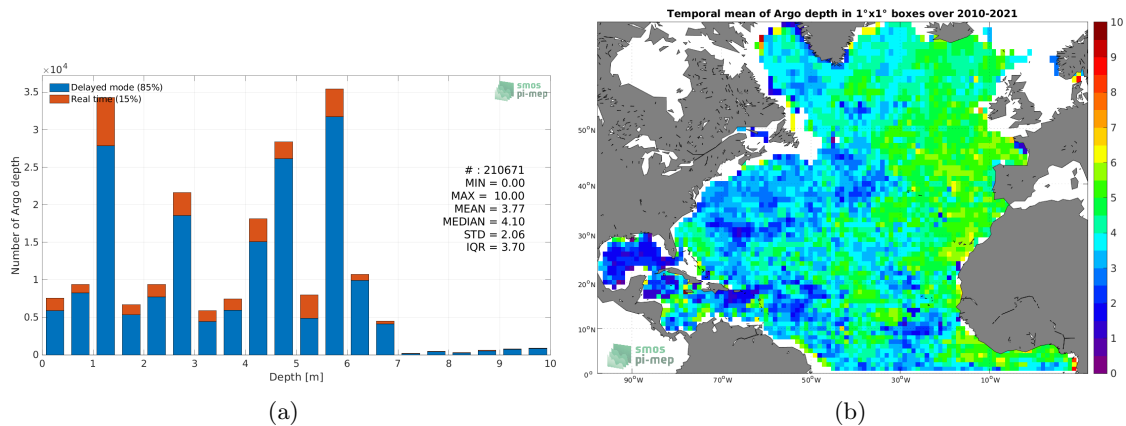 ×10⁴
Delayed mode (85%)
Real time (15%)
smos
pi-mep
3.5
3
2.5
2
1.5
1
0.5
0
Number of Argo depth
# : 210671
MIN = 0.00
MAX = 10.00
MEAN = 3.77
MEDIAN = 4.10
STD = 2.06
IQR = 3.70
0 1 2 3 4 5 6 7 8 9 10
Depth [m]
(a)
Temporal mean of Argo depth in 1°x1° boxes over 2010-2021
50°N
40°N
30°N
20°N
10°N
0°
90°W 70°W 50°W 30°W 10°W
smos
pi-mep
10
9
8
7
6
5
4
3
2
1
0
(b)